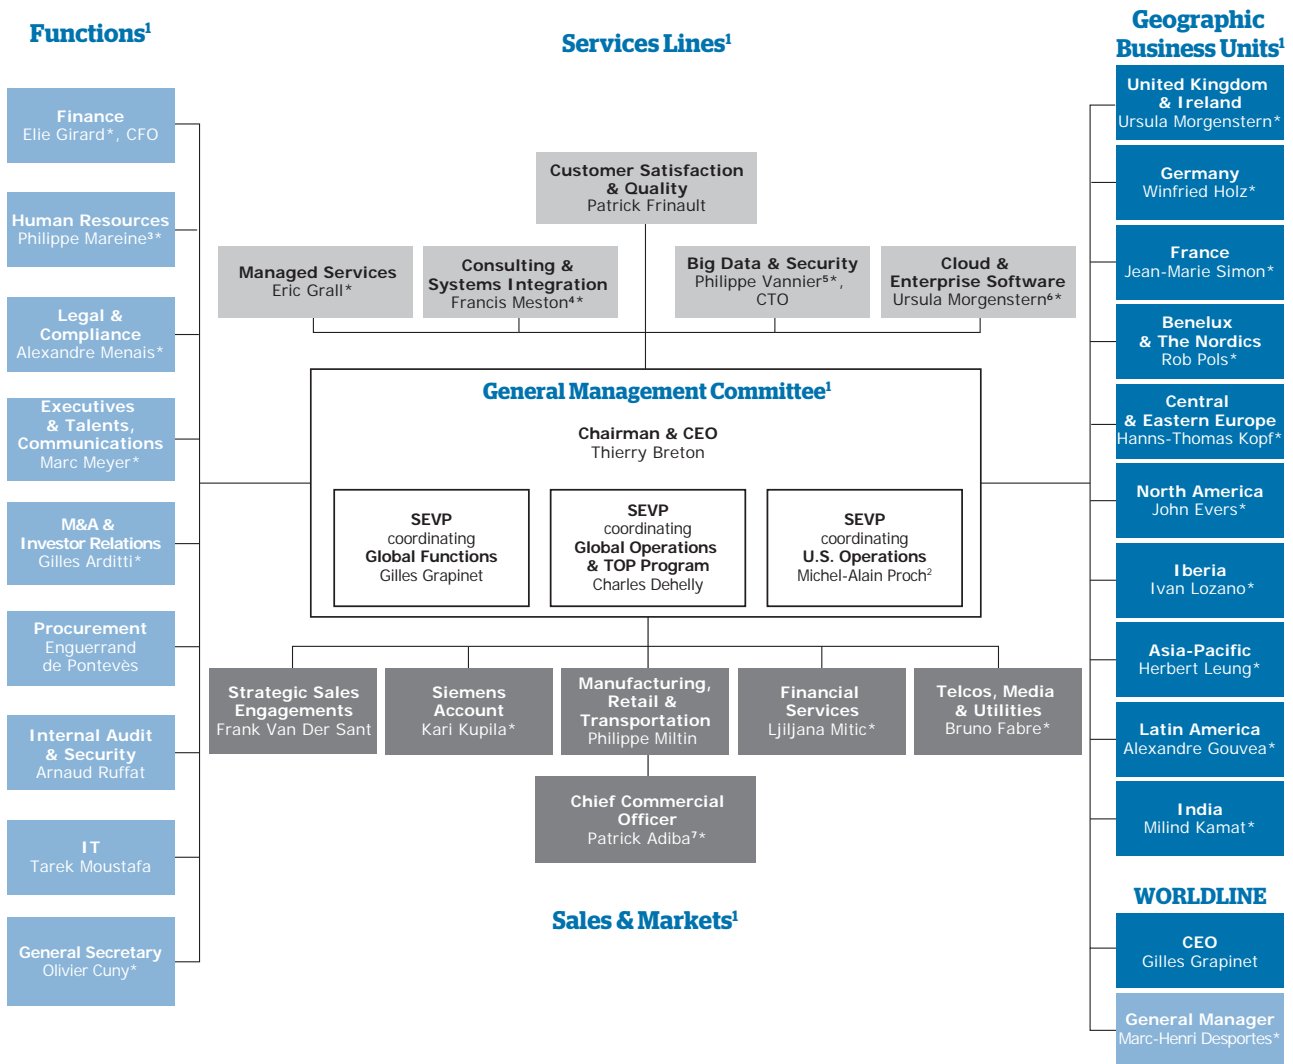 Functions¹
Finance
Elie Girard*, CFO
Human Resources
Philippe Mareine³*
Legal &
Compliance
Alexandre Menais*
Executives
& Talents,
Communications
Marc Meyer*
M&A &
Investor Relations
Gilles Arditti*
Procurement
Enguerrand
de Pontevès
Internal Audit
& Security
Arnaud Ruffat
IT
Tarek Moustafa
General Secretary
Olivier Cuny*
Services Lines¹
Customer Satisfaction
& Quality
Patrick Frinault
Managed Services
Eric Grall*
Consulting &
Systems Integration
Francis Meston⁴*
Big Data & Security
Philippe Vannier⁵*,
CTO
Cloud &
Enterprise Software
Ursula Morgenstern⁶*
General Management Committee¹
Chairman & CEO
Thierry Breton
SEVP
coordinating
Global Functions
Gilles Grapinet
SEVP
coordinating
Global Operations
& TOP Program
Charles Dehelly
SEVP
coordinating
U.S. Operations
Michel-Alain Proch²
Strategic Sales
Engagements
Frank Van Der Sant
Siemens
Account
Kari Kupila*
Manufacturing,
Retail &
Transportation
Philippe Miltin
Financial
Services
Ljiljana Mitic*
Telcos, Media
& Utilities
Bruno Fabre*
Chief Commercial
Officer
Patrick Adiba⁷*
Sales & Markets¹
Geographic
Business Units¹
United Kingdom
& Ireland
Ursula Morgenstern*
Germany
Winfried Holz*
France
Jean-Marie Simon*
Benelux
& The Nordics
Rob Pols*
Central
& Eastern Europe
Hanns-Thomas Kopf*
North America
John Evers*
Iberia
Ivan Lozano*
Asia-Pacific
Herbert Leung*
Latin America
Alexandre Gouvea*
India
Milind Kamat*
WORLDLINE
CEO
Gilles Grapinet
General Manager
Marc-Henri Desportes*